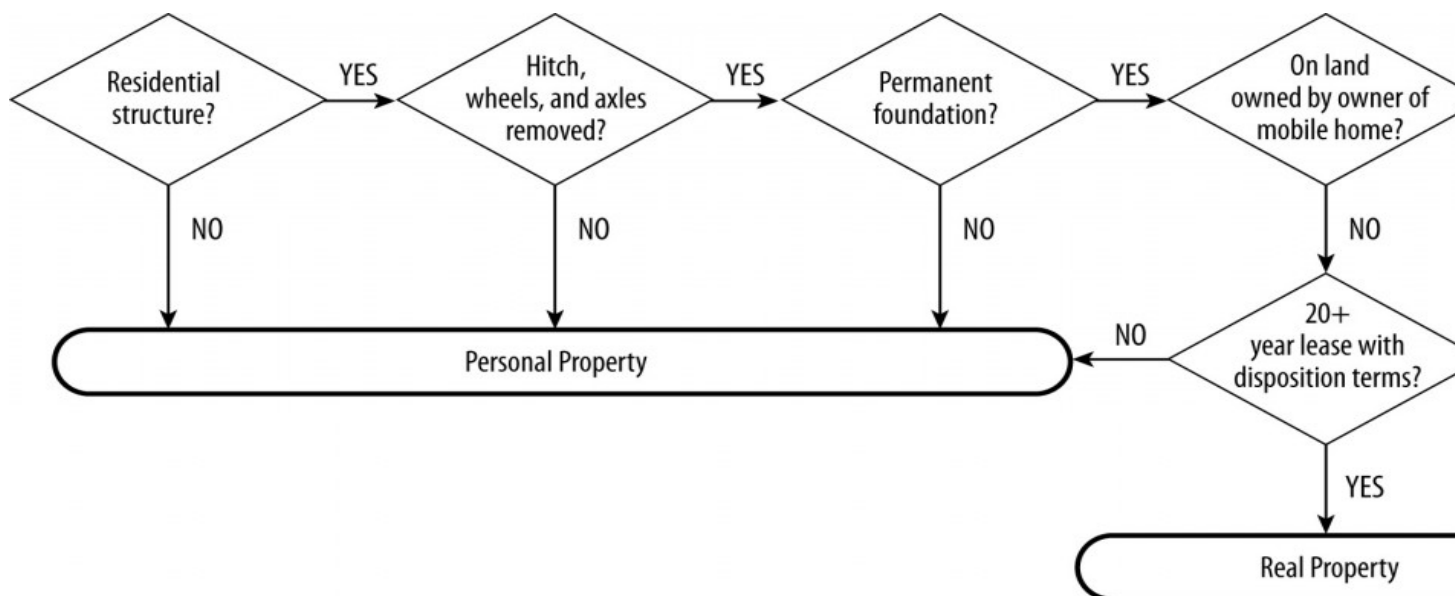 Residential
structure?
YES
Hitch,
wheels, and axles
removed?
YES
Permanent
foundation?
YES
On land
owned by owner of
mobile home?
NO
NO
NO
NO
Personal Property
NO
20+
year lease with
disposition terms?
YES
Real Property